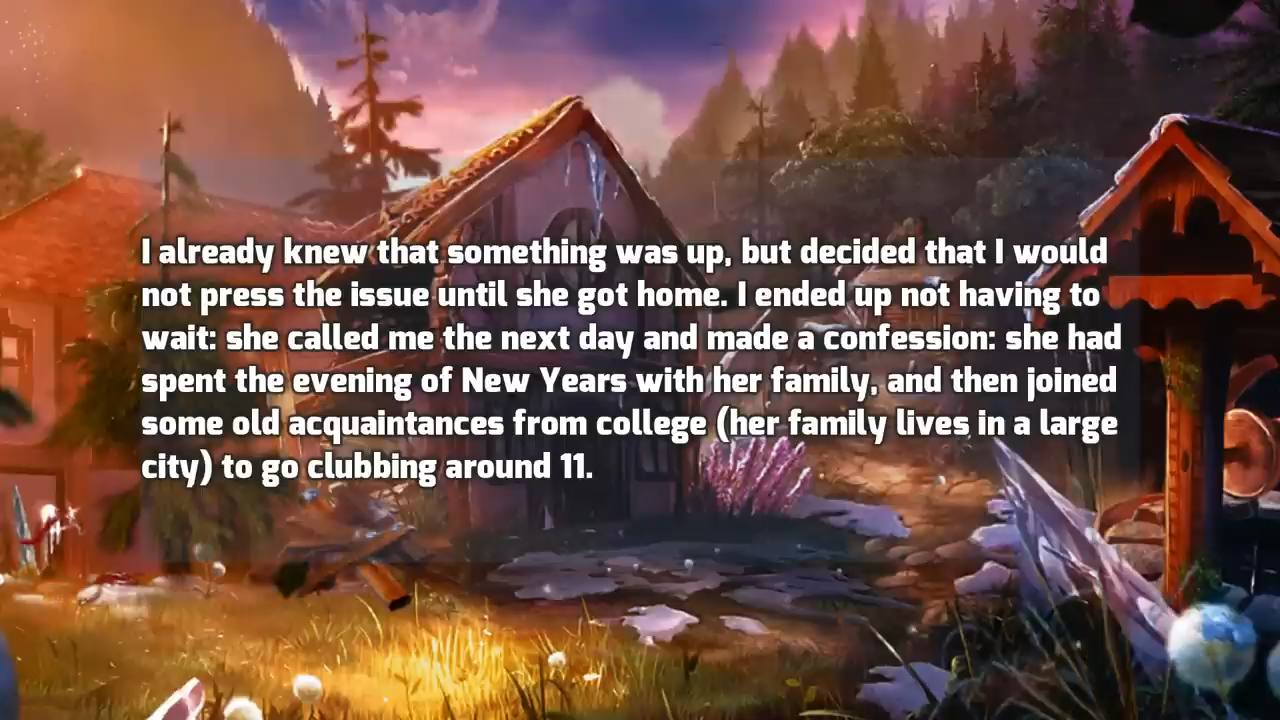 I already knew that something was up, but decided that I would
not press the issue until she got home. I ended up not having to
wait: she called me the next day and made a confession: she had
spent the evening of New Years with her family, and then joined
some old acquaintances from college (her family lives in a large
city) to go clubbing around 11.